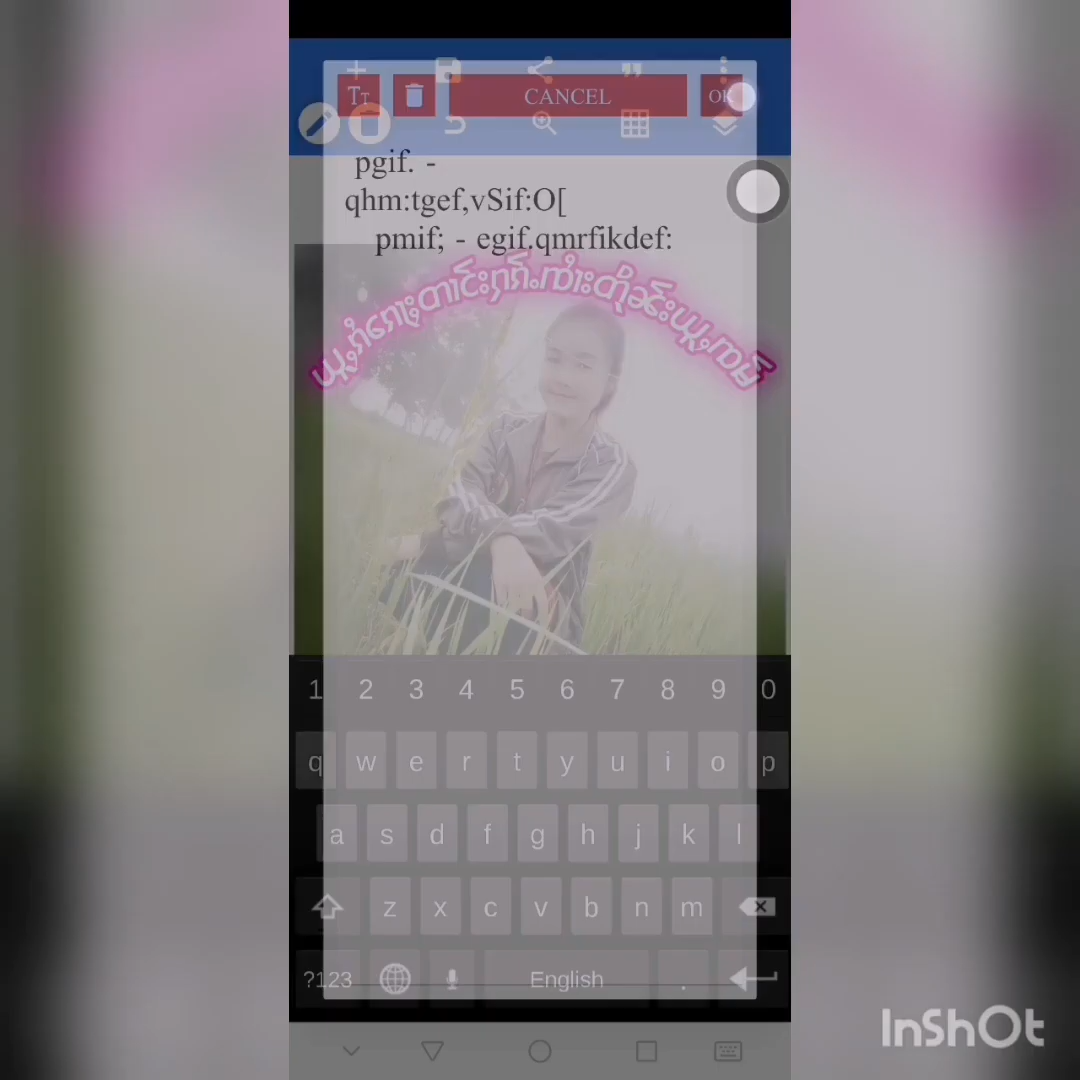 TT CANCEL OK
pgif. -
qhm:tgef,vSif:O[
pmif; - egif.qmrfikdef:
1 2 3 4 5 6 7 8 9 0
q w e r t y u i o p
a s d f g h j k l
z x c v b n m
?123 English .
InShOt